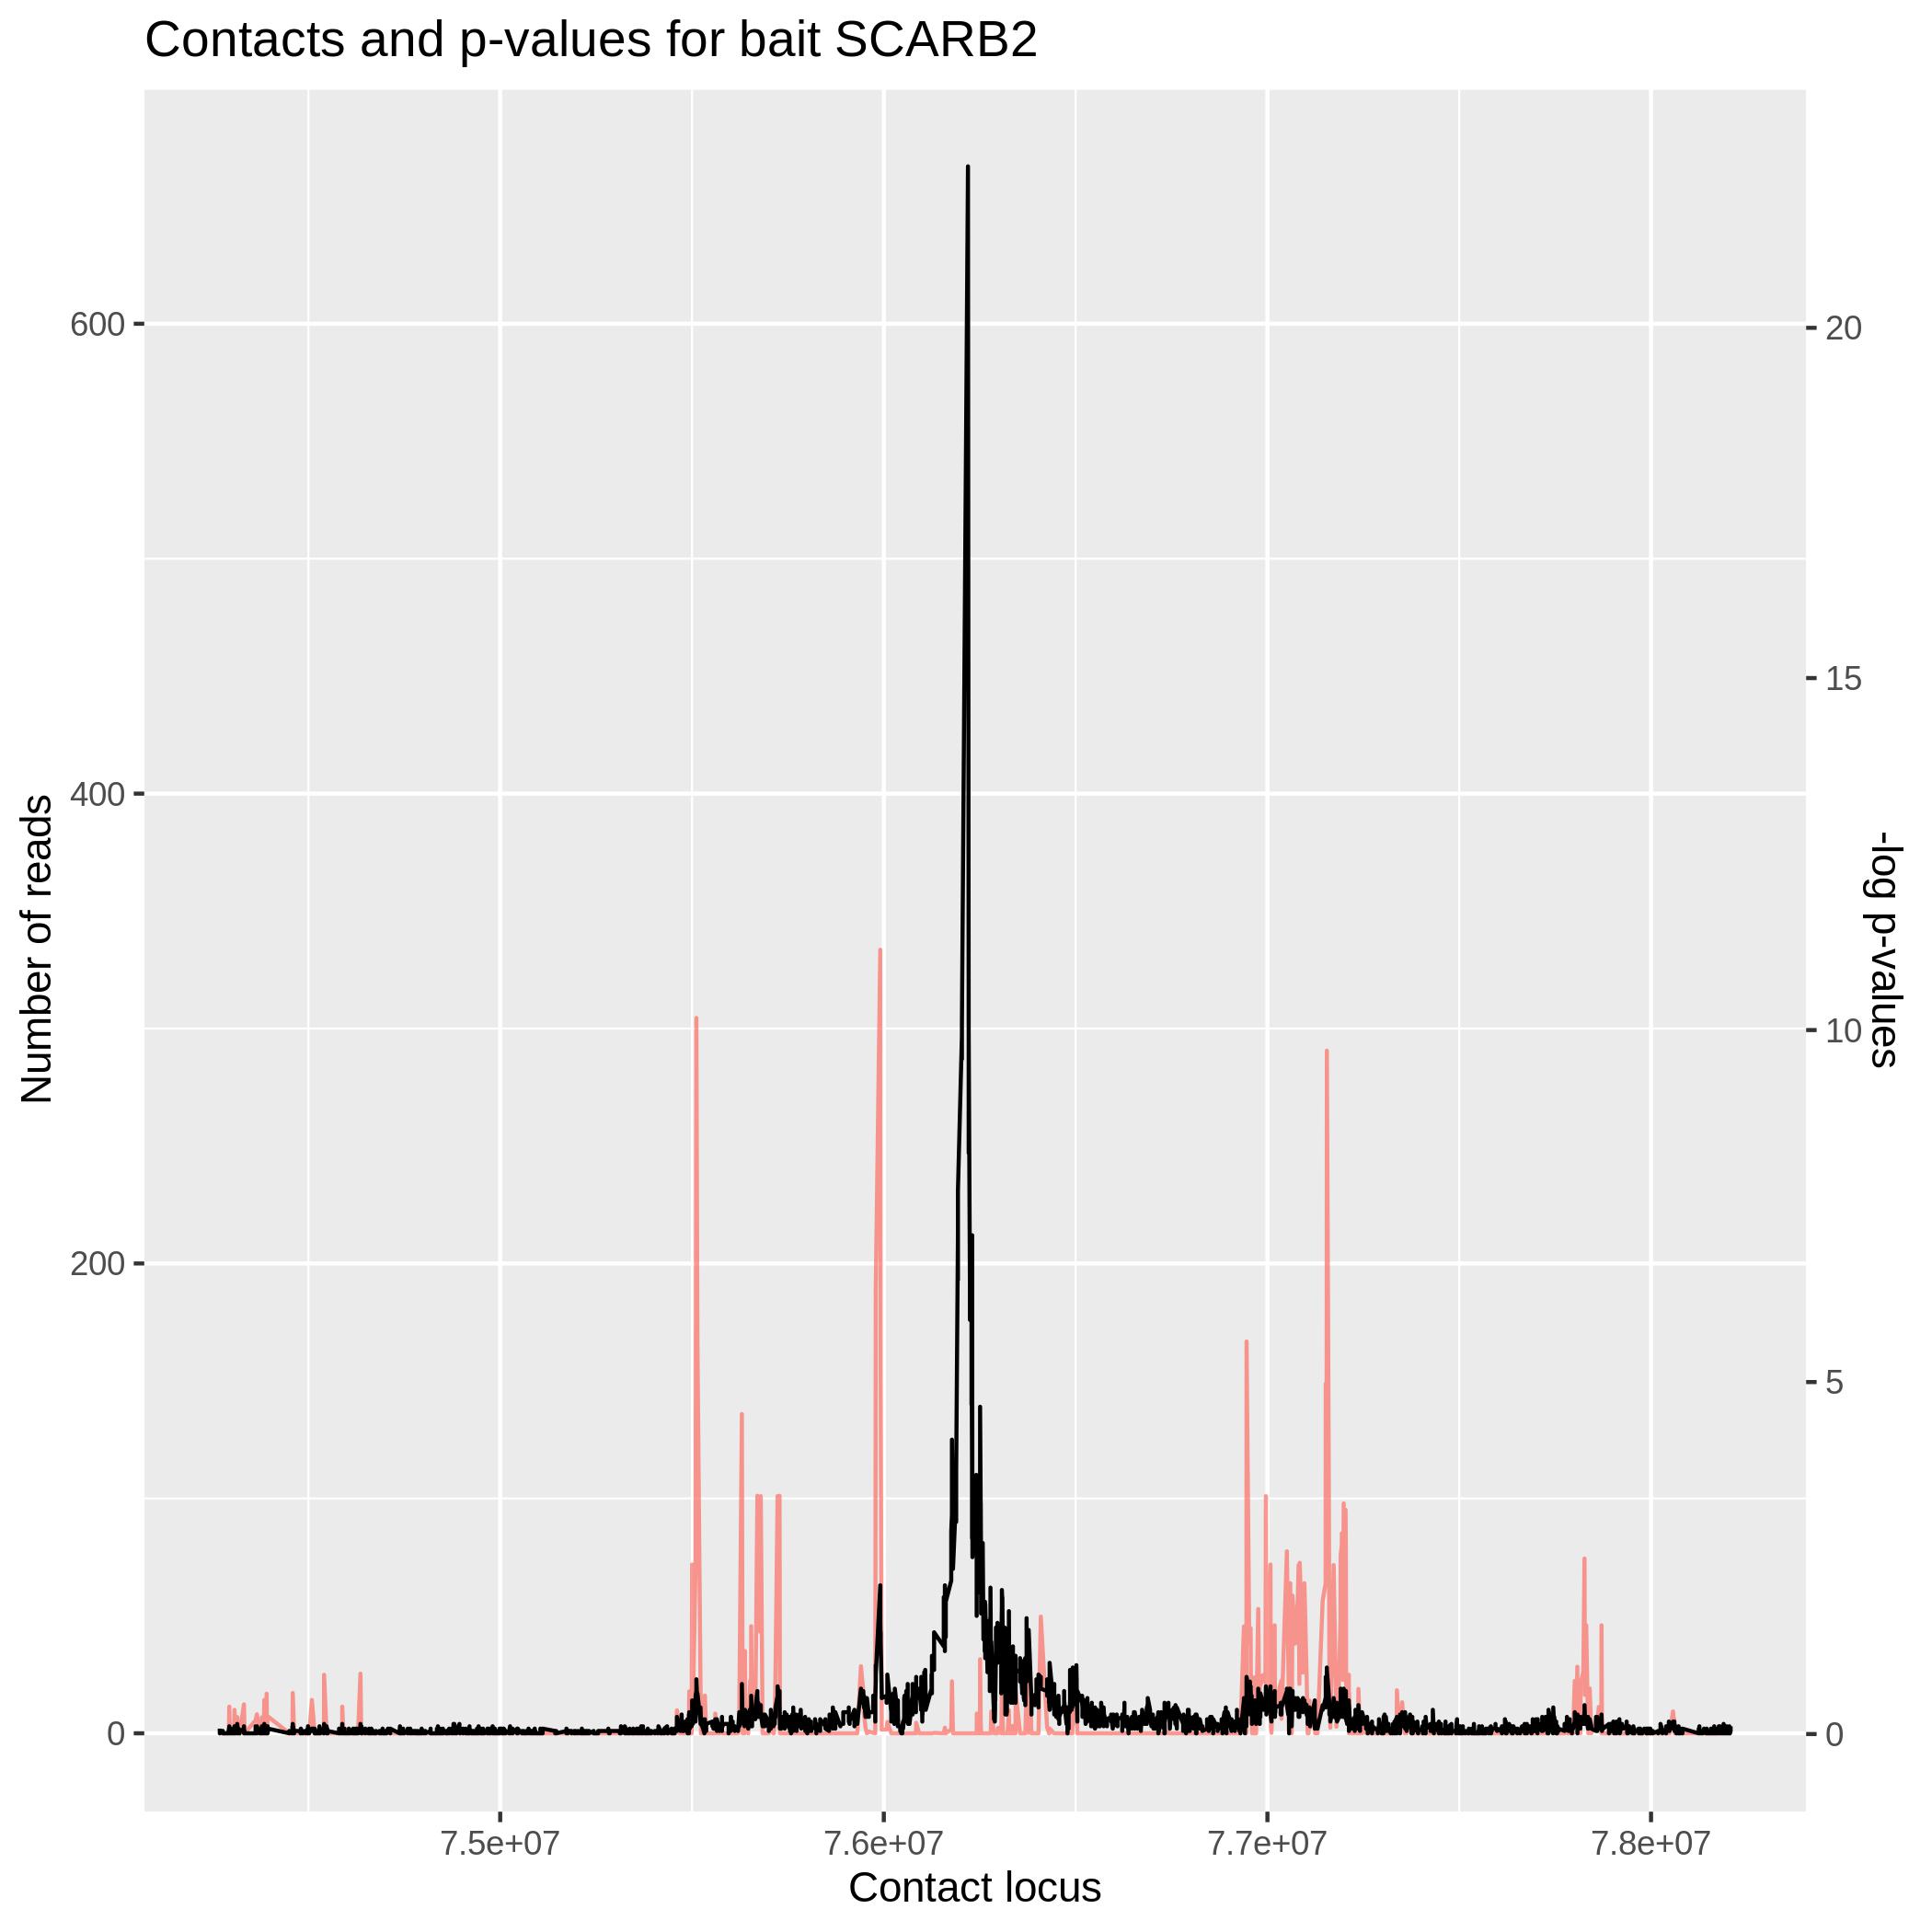 Contacts and p-values for bait SCARB2
Number of reads
600
400
200
0
20
15
10
5
0
-log p-values
7.5e+07
7.6e+07
7.7e+07
7.8e+07
Contact locus